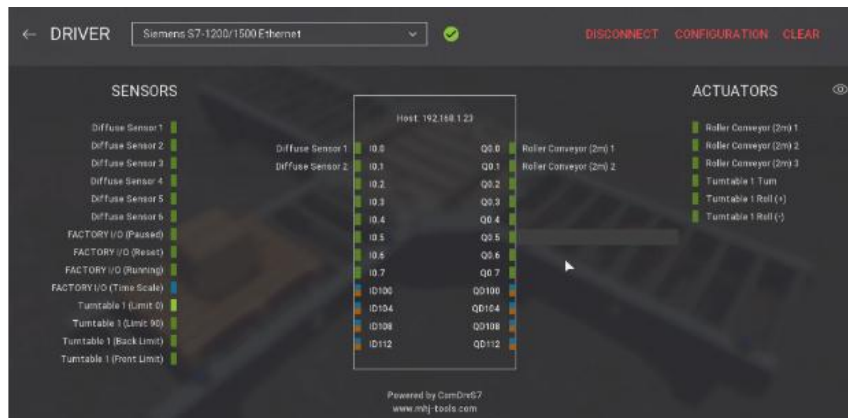 ← DRIVER Siemens S7-1200/1500 Ethernet DISCONNECT CONFIGURATION CLEAR
SENSORS
Diffuse Sensor 1
Diffuse Sensor 2
Diffuse Sensor 3
Diffuse Sensor 4
Diffuse Sensor 5
Diffuse Sensor 6
FACTORY I/O (Paused)
FACTORY I/O (Reset)
FACTORY I/O (Running)
FACTORY I/O (Time Scale)
Turntable 1 (Limit 0)
Turntable 1 (Limit 90)
Turntable 1 (Back Limit)
Turntable 1 (Front Limit)
Host: 192.168.1.23
Diffuse Sensor 1 I0.0 Q0.0 Roller Conveyor (2m) 1
Diffuse Sensor 2 I0.1 Q0.1 Roller Conveyor (2m) 2
I0.2 Q0.2
I0.3 Q0.3
I0.4 Q0.4
I0.5 Q0.5
I0.6 Q0.6
I0.7 Q0.7
ID100 QD100
ID104 QD104
ID108 QD108
ID112 QD112
Powered by ComDrvS7
www.mhj-tools.com
ACTUATORS
Roller Conveyor (2m) 1
Roller Conveyor (2m) 2
Roller Conveyor (2m) 3
Turntable 1 Turn
Turntable 1 Roll (+)
Turntable 1 Roll (-)